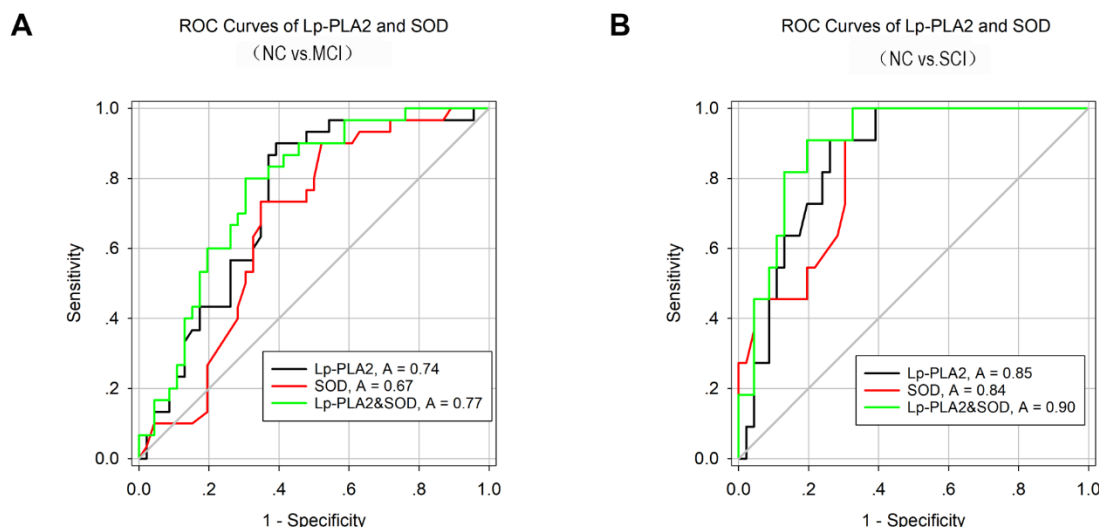 A
ROC Curves of Lp-PLA2 and SOD
（NC vs.MCI）
1.0
.8
.6
.4
.2
0.0
Sensitivity
Lp-PLA2, A = 0.74
SOD, A = 0.67
Lp-PLA2&SOD, A = 0.77
0.0
.2
.4
.6
.8
1.0
1 - Specificity
B
ROC Curves of Lp-PLA2 and SOD
（NC vs.SCI）
1.0
.8
.6
.4
.2
0.0
Sensitivity
Lp-PLA2, A = 0.85
SOD, A = 0.84
Lp-PLA2&SOD, A = 0.90
0.0
.2
.4
.6
.8
1.0
1 - Specificity